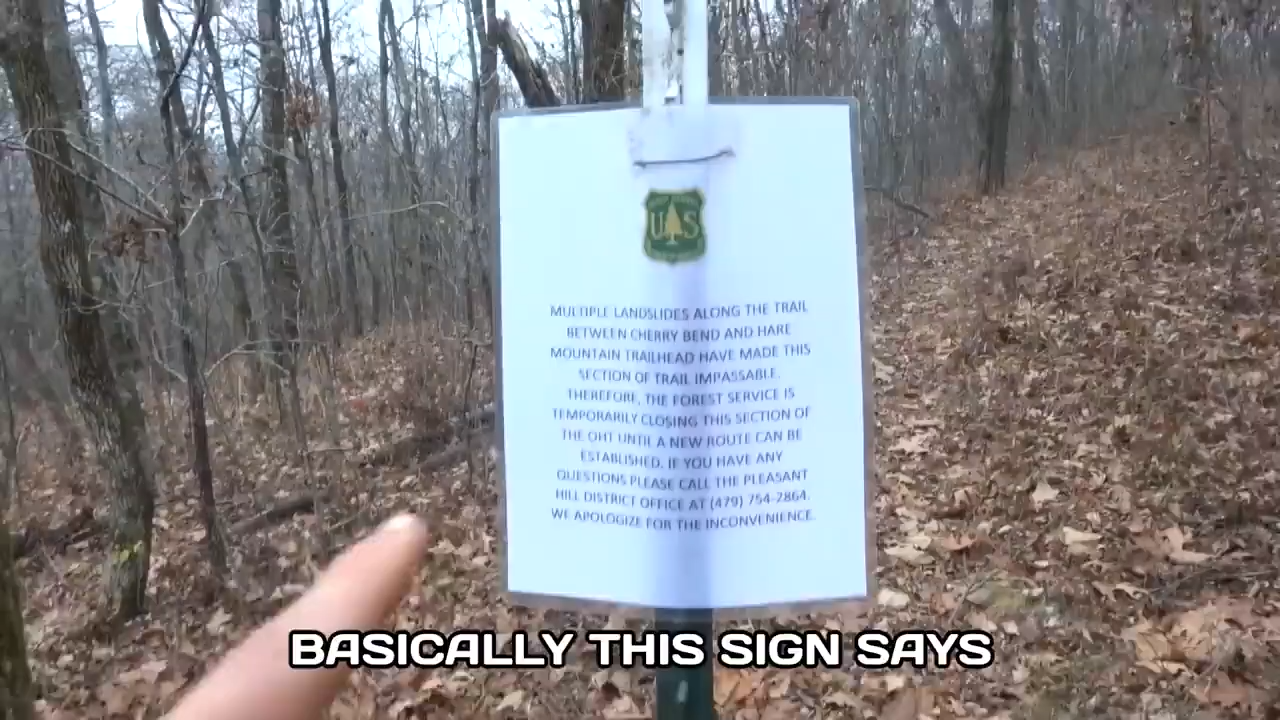 US
MULTIPLE LANDSLIDES ALONG THE TRAIL
BETWEEN CHERRY BEND AND HARE
MOUNTAIN TRAILHEAD HAVE MADE THIS
SECTION OF TRAIL IMPASSABLE.
THEREFORE, THE FOREST SERVICE IS
TEMPORARILY CLOSING THIS SECTION OF
THE OHT UNTIL A NEW ROUTE CAN BE
ESTABLISHED. IF YOU HAVE ANY
QUESTIONS PLEASE CALL THE PLEASANT
HILL DISTRICT OFFICE AT (479) 754-2864.
WE APOLOGIZE FOR THE INCONVENIENCE.
BASICALLY THIS SIGN SAYS